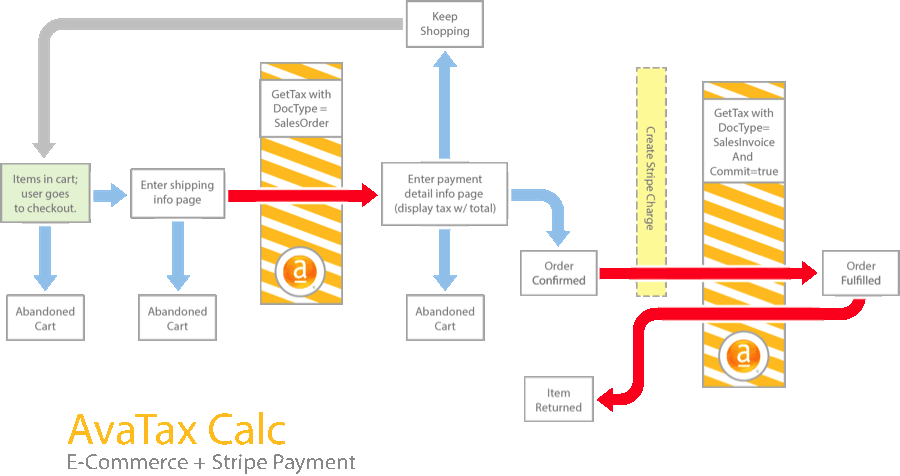 Keep
Shopping
GetTax with
DocType =
SalesOrder
GetTax with
DocType=
SalesInvoice
And
Commit=true
Create Stripe Charge
Items in cart;
user goes
to checkout.
Enter shipping
info page
Enter payment
detail info page
(display tax w/ total)
Order
Confirmed
Order
Fulfilled
a
Abandoned
Cart
Abandoned
Cart
Abandoned
Cart
a
Item
Returned
AvaTax Calc
E-Commerce + Stripe Payment